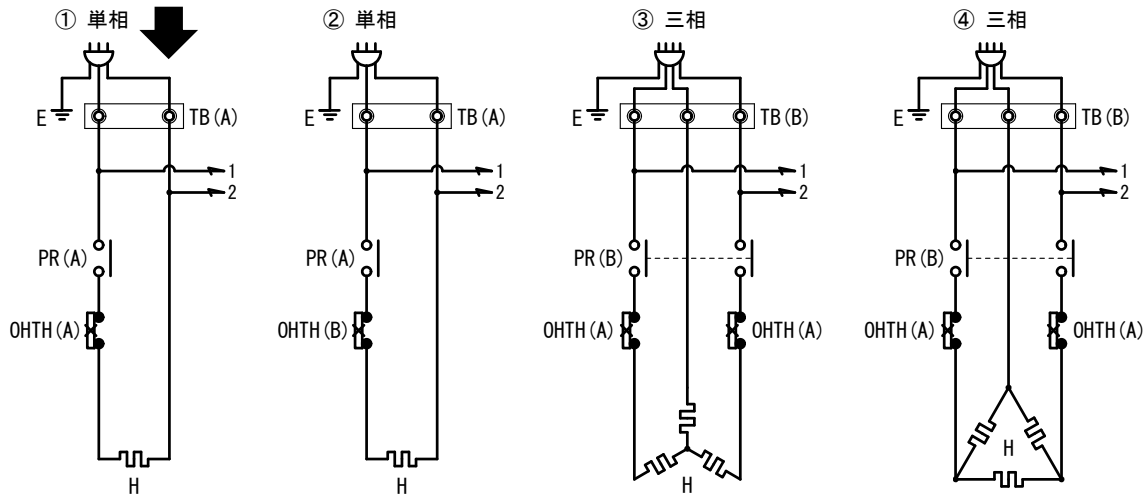 ① 単相
② 単相
③ 三相
④ 三相
E
TB(A)
E
TB(A)
E
TB(B)
E
TB(B)
1
1
1
1
2
2
2
2
PR(A)
PR(A)
PR(B)
PR(B)
OHTH(A)
OHTH(B)
OHTH(A)
OHTH(A)
OHTH(A)
OHTH(A)
H
H
H
H